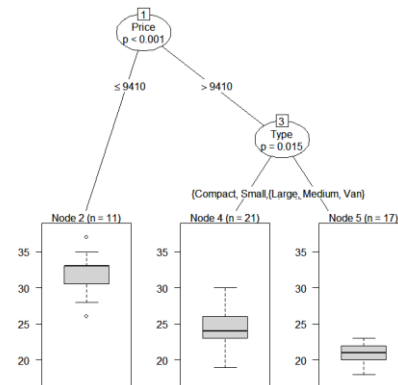 1
Price
p < 0.001
≤ 9410
> 9410
3
Type
p = 0.015
{Compact, Small,{Large, Medium, Van}
Node 2 (n = 11)
Node 4 (n = 21)
Node 5 (n = 17)
35
30
25
20
35
30
25
20
35
30
25
20